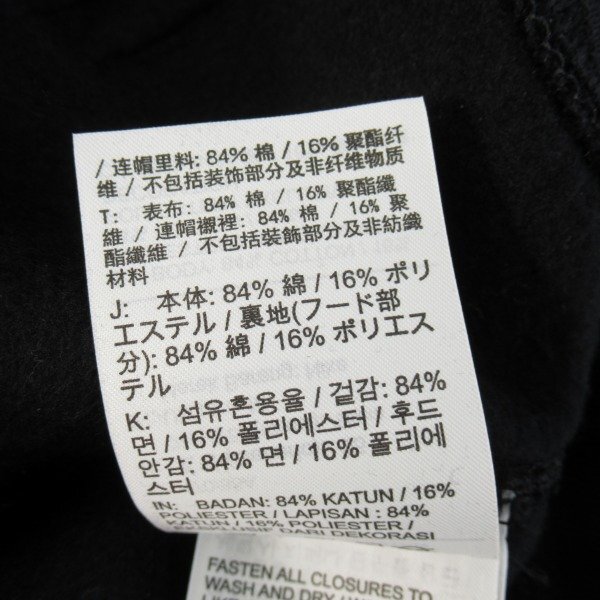 / 连帽里料: 84% 棉 / 16% 聚酯纤
维 / 不包括装饰部分及非纤维物质
T: 表布: 84% 棉 / 16% 聚酯纖
維 / 連帽襯裡: 84% 棉 / 16% 聚
酯纖維 / 不包括裝飾部分及非紡織
材料
J: 本体: 84% 綿 / 16% ポリ
エステル / 裏地(フード部
分): 84% 綿 / 16% ポリエス
テル
K: 섬유혼용율 / 겉감: 84%
면 / 16% 폴리에스터 / 후드
안감: 84% 면 / 16% 폴리에
스터
IN: BADAN: 84% KATUN / 16%
POLIESTER / LAPISAN : 84%
KATUN / 16% POLIESTER /
DARI DEKORASI
FASTEN ALL CLOSURES TO
WASH AND DRY
LIKE